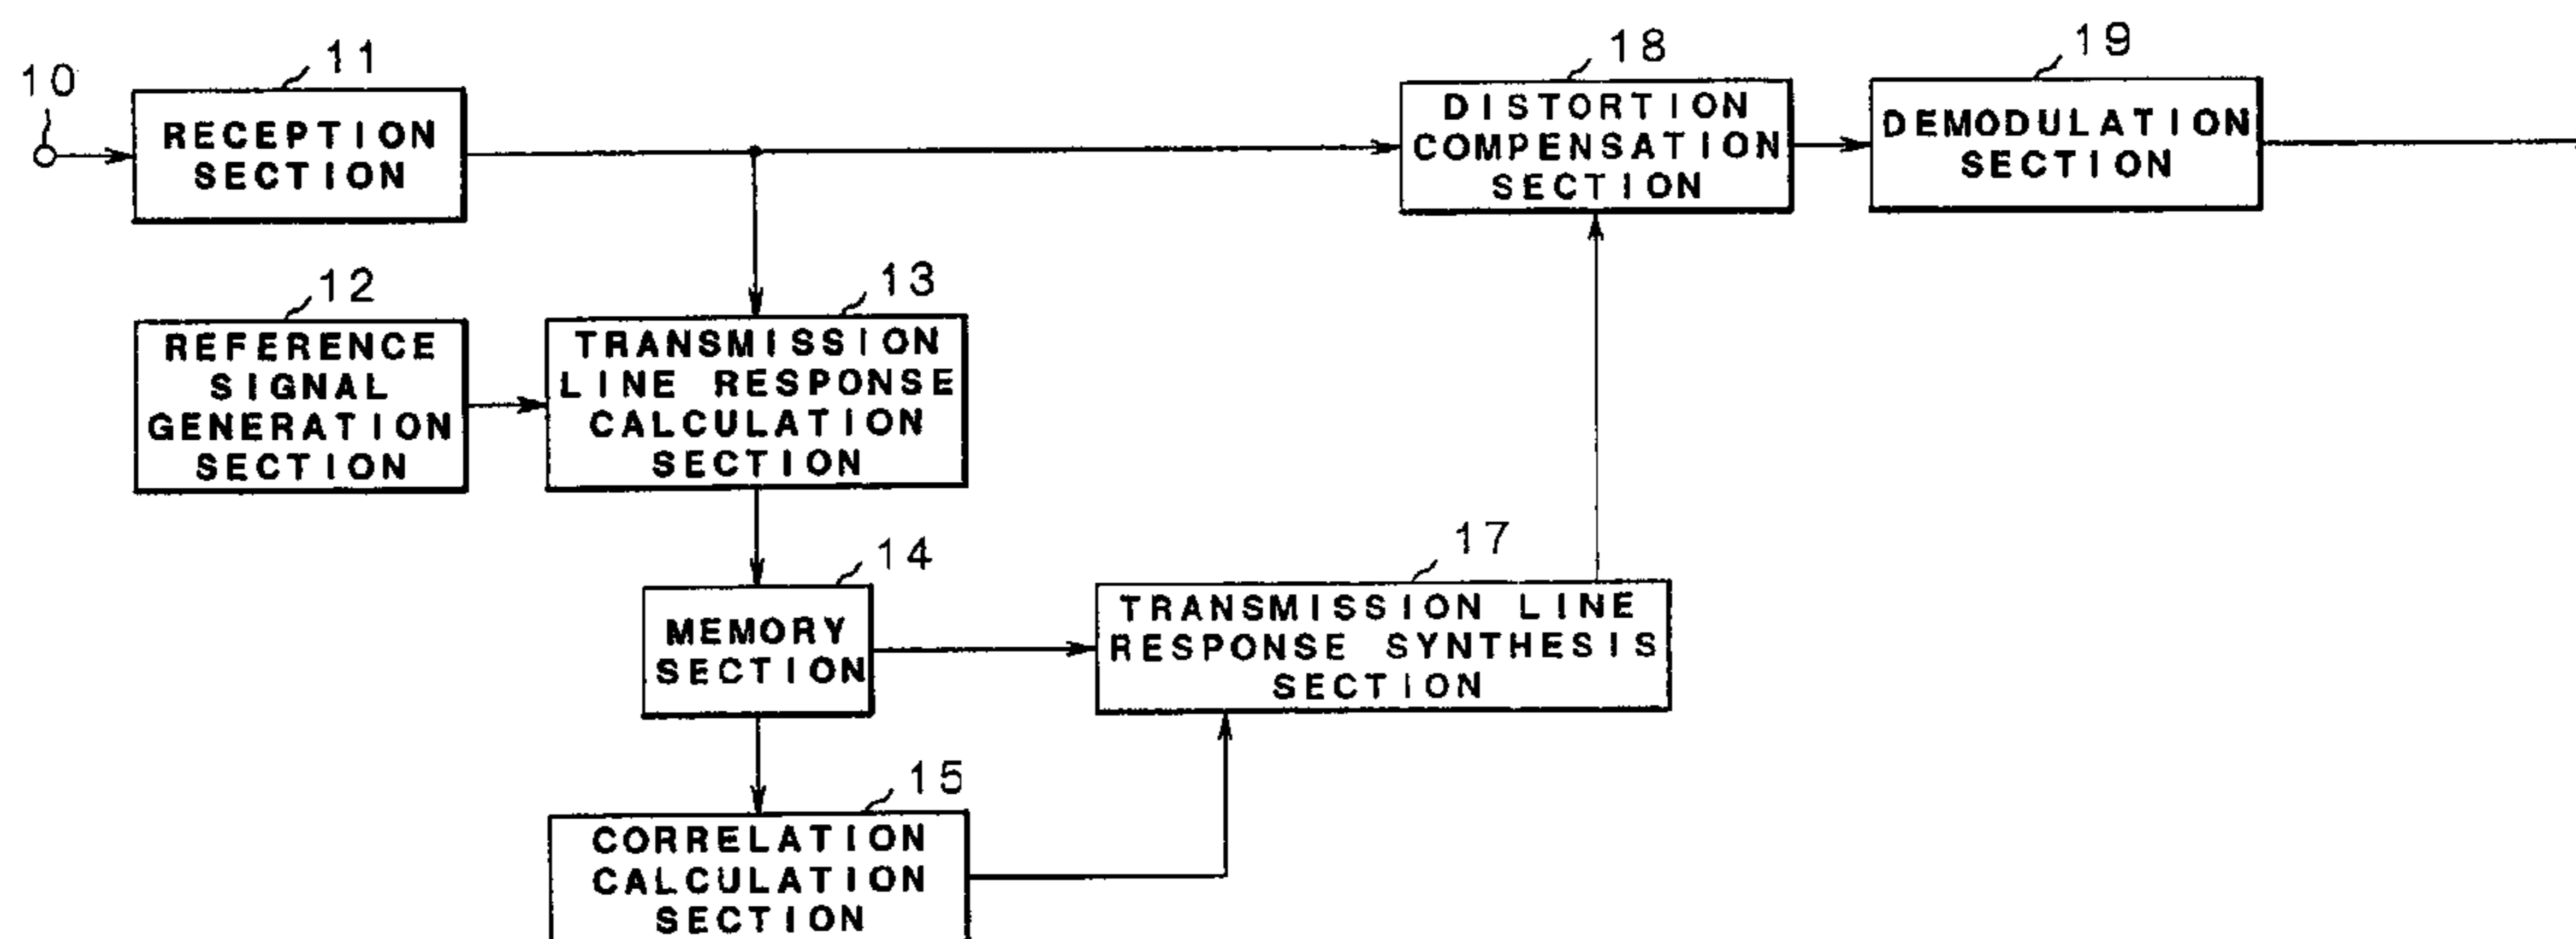 10
11
RECEPTION
SECTION
18
DISTORTION
COMPENSATION
SECTION
19
DEMODULATION
SECTION
12
REFERENCE
SIGNAL
GENERATION
SECTION
13
TRANSMISSION
LINE RESPONSE
CALCULATION
SECTION
14
MEMORY
SECTION
17
TRANSMISSION LINE
RESPONSE SYNTHESIS
SECTION
15
CORRELATION
CALCULATION
SECTION